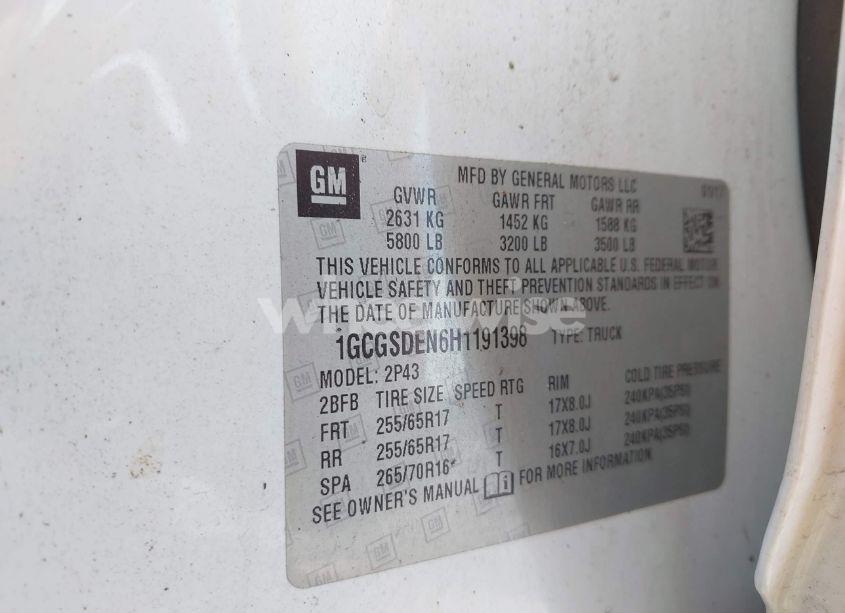 GM
MFD BY GENERAL MOTORS LLC
GVWR GAWR FRT GAWR RR
2631 KG 1452 KG 1588 KG
5800 LB 3200 LB 3500 LB
THIS VEHICLE CONFORMS TO ALL APPLICABLE U.S. FEDERAL MOTOR
VEHICLE SAFETY AND THEFT PREVENTION STANDARDS IN EFFECT ON
THE DATE OF MANUFACTURE SHOWN ABOVE.
1GCGSDEN6H1191398 TYPE: TRUCK
MODEL: 2P43
2BFB TIRE SIZE SPEED RTG RIM COLD TIRE PRESSURE
FRT 255/65R17 T 17X8.0J 240KPA(35PSI)
RR 255/65R17 T 17X8.0J 240KPA(35PSI)
SPA 265/70R16* T 16X7.0J 240KPA(35PSI)
SEE OWNER'S MANUAL FOR MORE INFORMATION